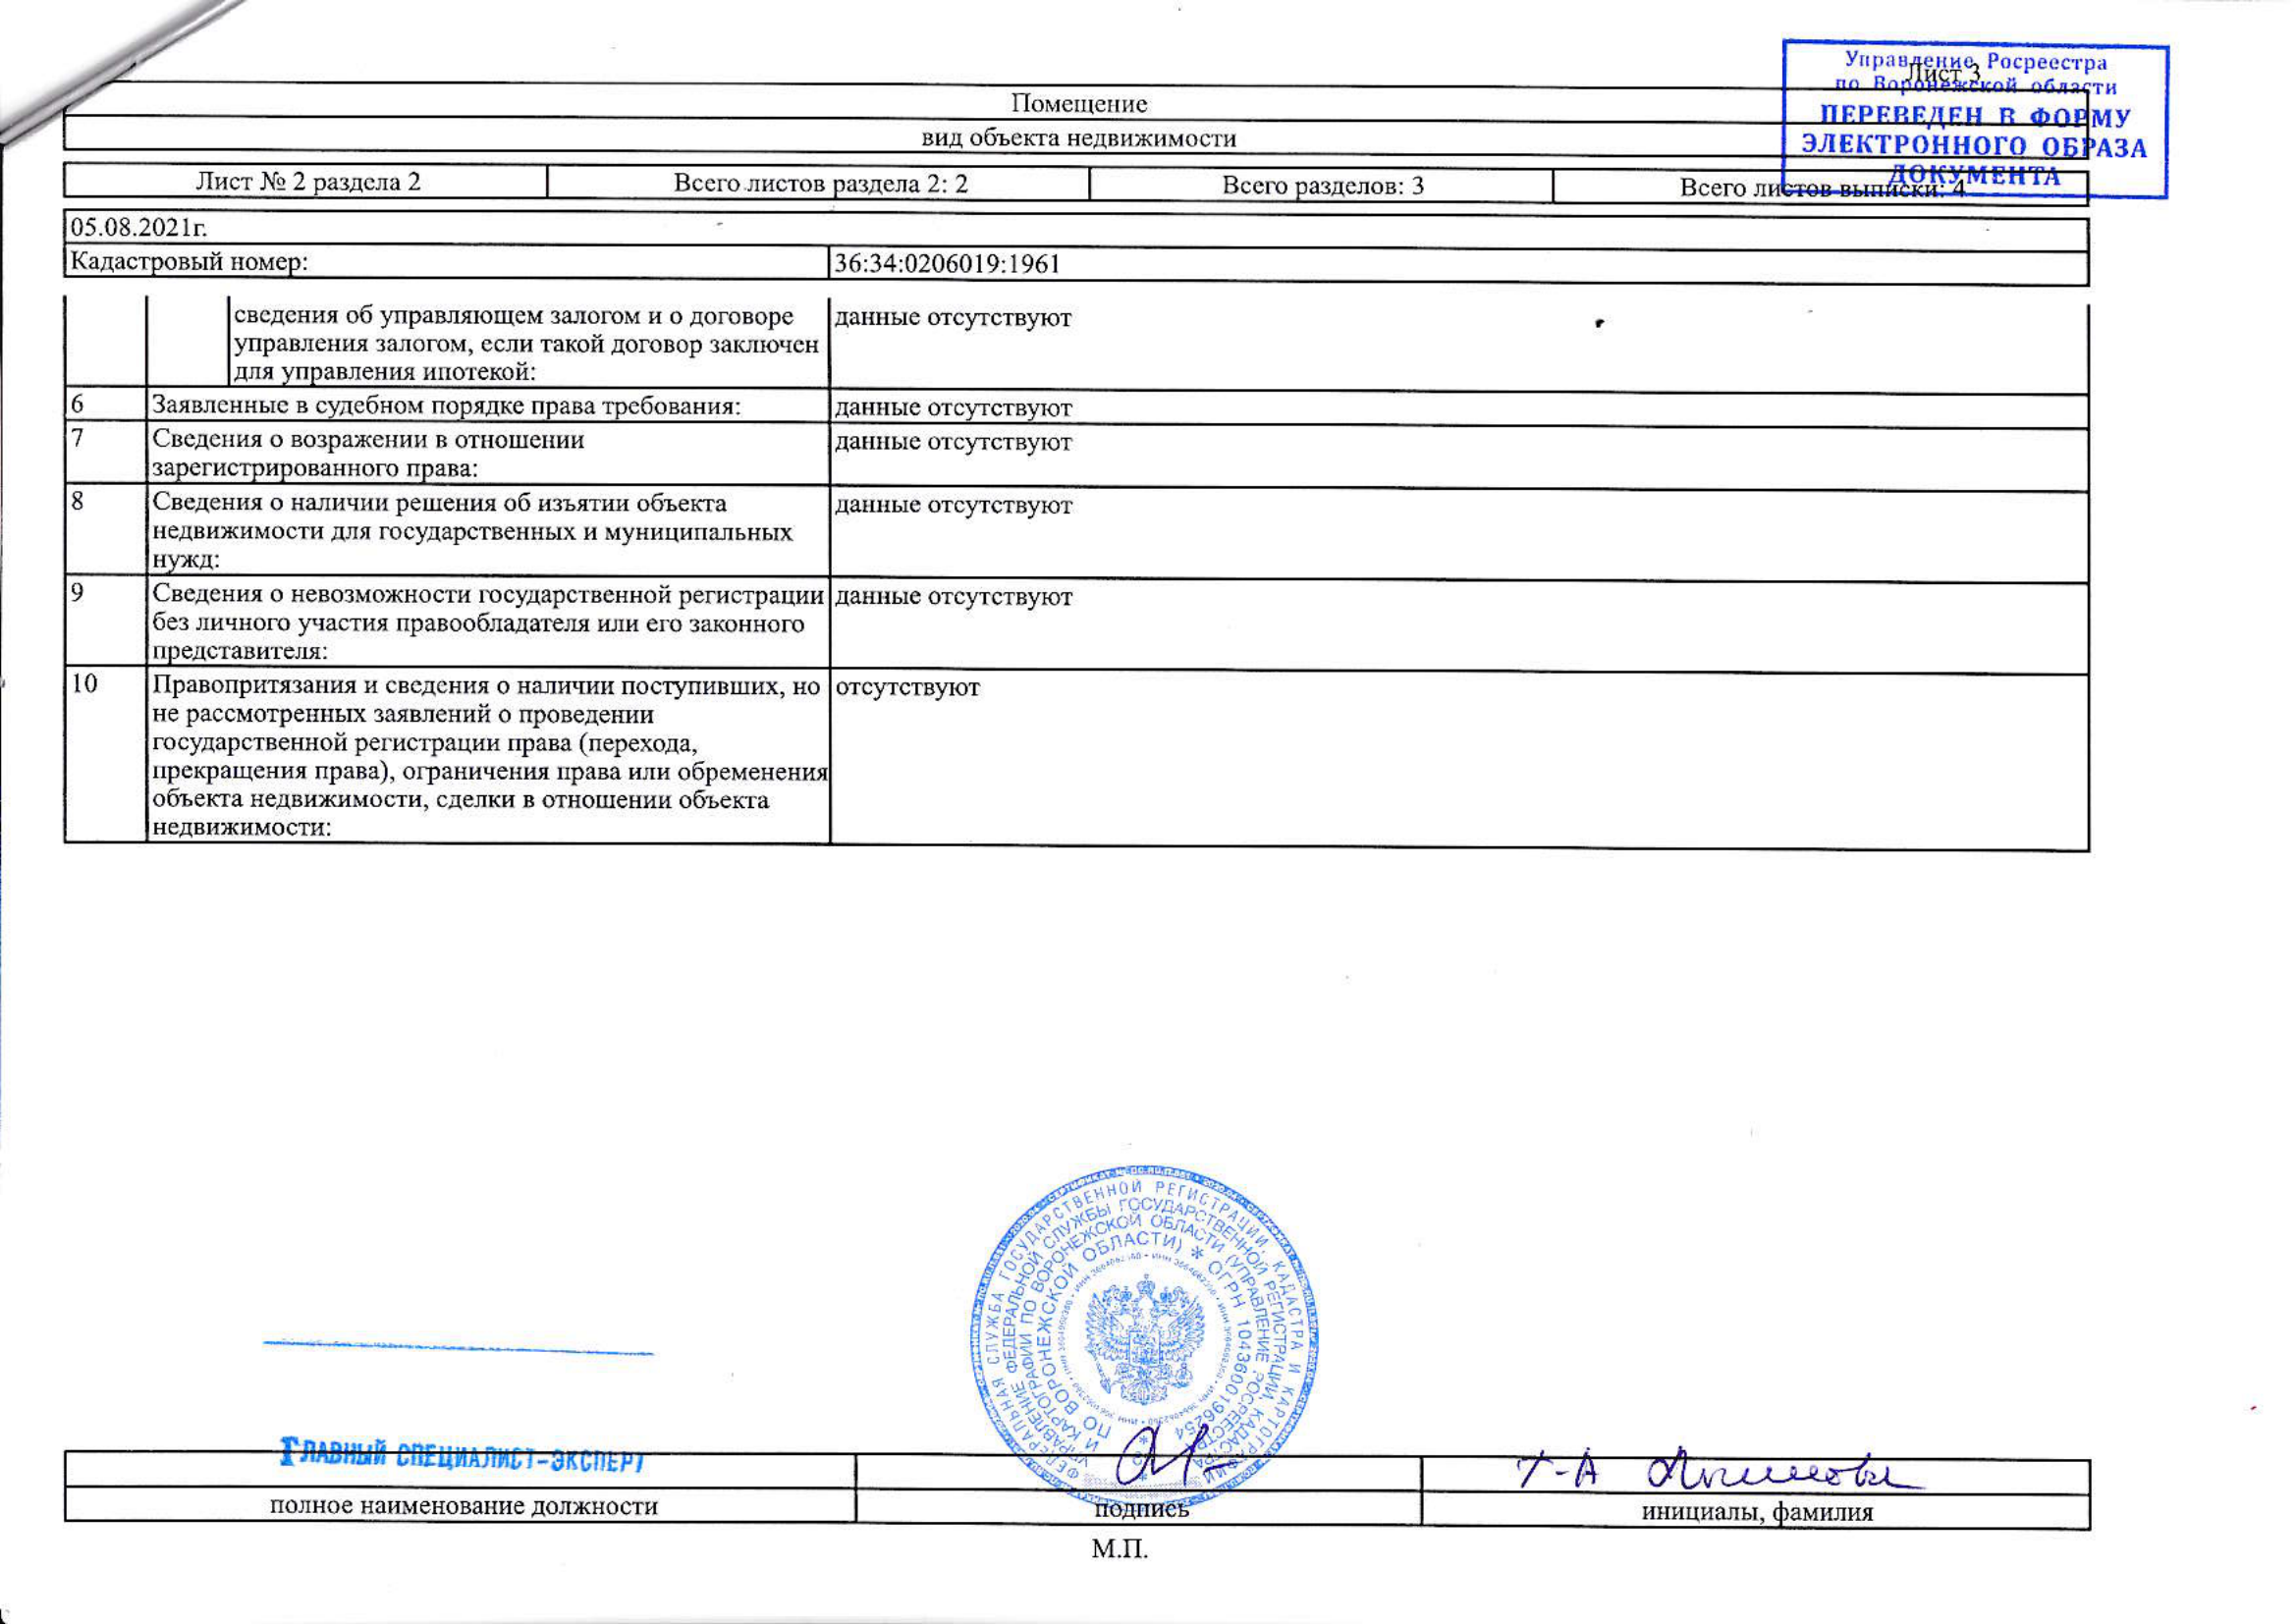 Управление Росреестра
по Воронежской области
ПЕРЕВЕДЕН В ФОРМУ
ЭЛЕКТРОННОГО ОБРАЗА
ДОКУМЕНТА
Лист 3
Помещение
вид объекта недвижимости
Лист № 2 раздела 2 Всего листов раздела 2: 2 Всего разделов: 3 Всего листов выписки: 4
05.08.2021г.
Кадастровый номер: 36:34:0206019:1961
сведения об управляющем залогом и о договоре данные отсутствуют
управления залогом, если такой договор заключен
для управления ипотекой:
6 Заявленные в судебном порядке права требования: данные отсутствуют
7 Сведения о возражении в отношении данные отсутствуют
зарегистрированного права:
8 Сведения о наличии решения об изъятии объекта данные отсутствуют
недвижимости для государственных и муниципальных
нужд:
9 Сведения о невозможности государственной регистрации данные отсутствуют
без личного участия правообладателя или его законного
представителя:
10 Правопритязания и сведения о наличии поступивших, но отсутствуют
не рассмотренных заявлений о проведении
государственной регистрации права (перехода,
прекращения права), ограничения права или обременения
объекта недвижимости, сделки в отношении объекта
недвижимости:
ФЕДЕРАЛЬНАЯ СЛУЖБА ГОСУДАРСТВЕННОЙ РЕГИСТРАЦИИ, КАДАСТРА И КАРТОГРАФИИ
УПРАВЛЕНИЕ ФЕДЕРАЛЬНОЙ СЛУЖБЫ ГОСУДАРСТВЕННОЙ РЕГИСТРАЦИИ, КАДАСТРА
И КАРТОГРАФИИ ПО ВОРОНЕЖСКОЙ ОБЛАСТИ (УПРАВЛЕНИЕ РОСРЕЕСТРА
ПО ВОРОНЕЖСКОЙ ОБЛАСТИ) * ОГРН 1043600196254
ГЛАВНЫЙ СПЕЦИАЛИСТ-ЭКСПЕРТ
полное наименование должности подпись инициалы, фамилия
М.П.